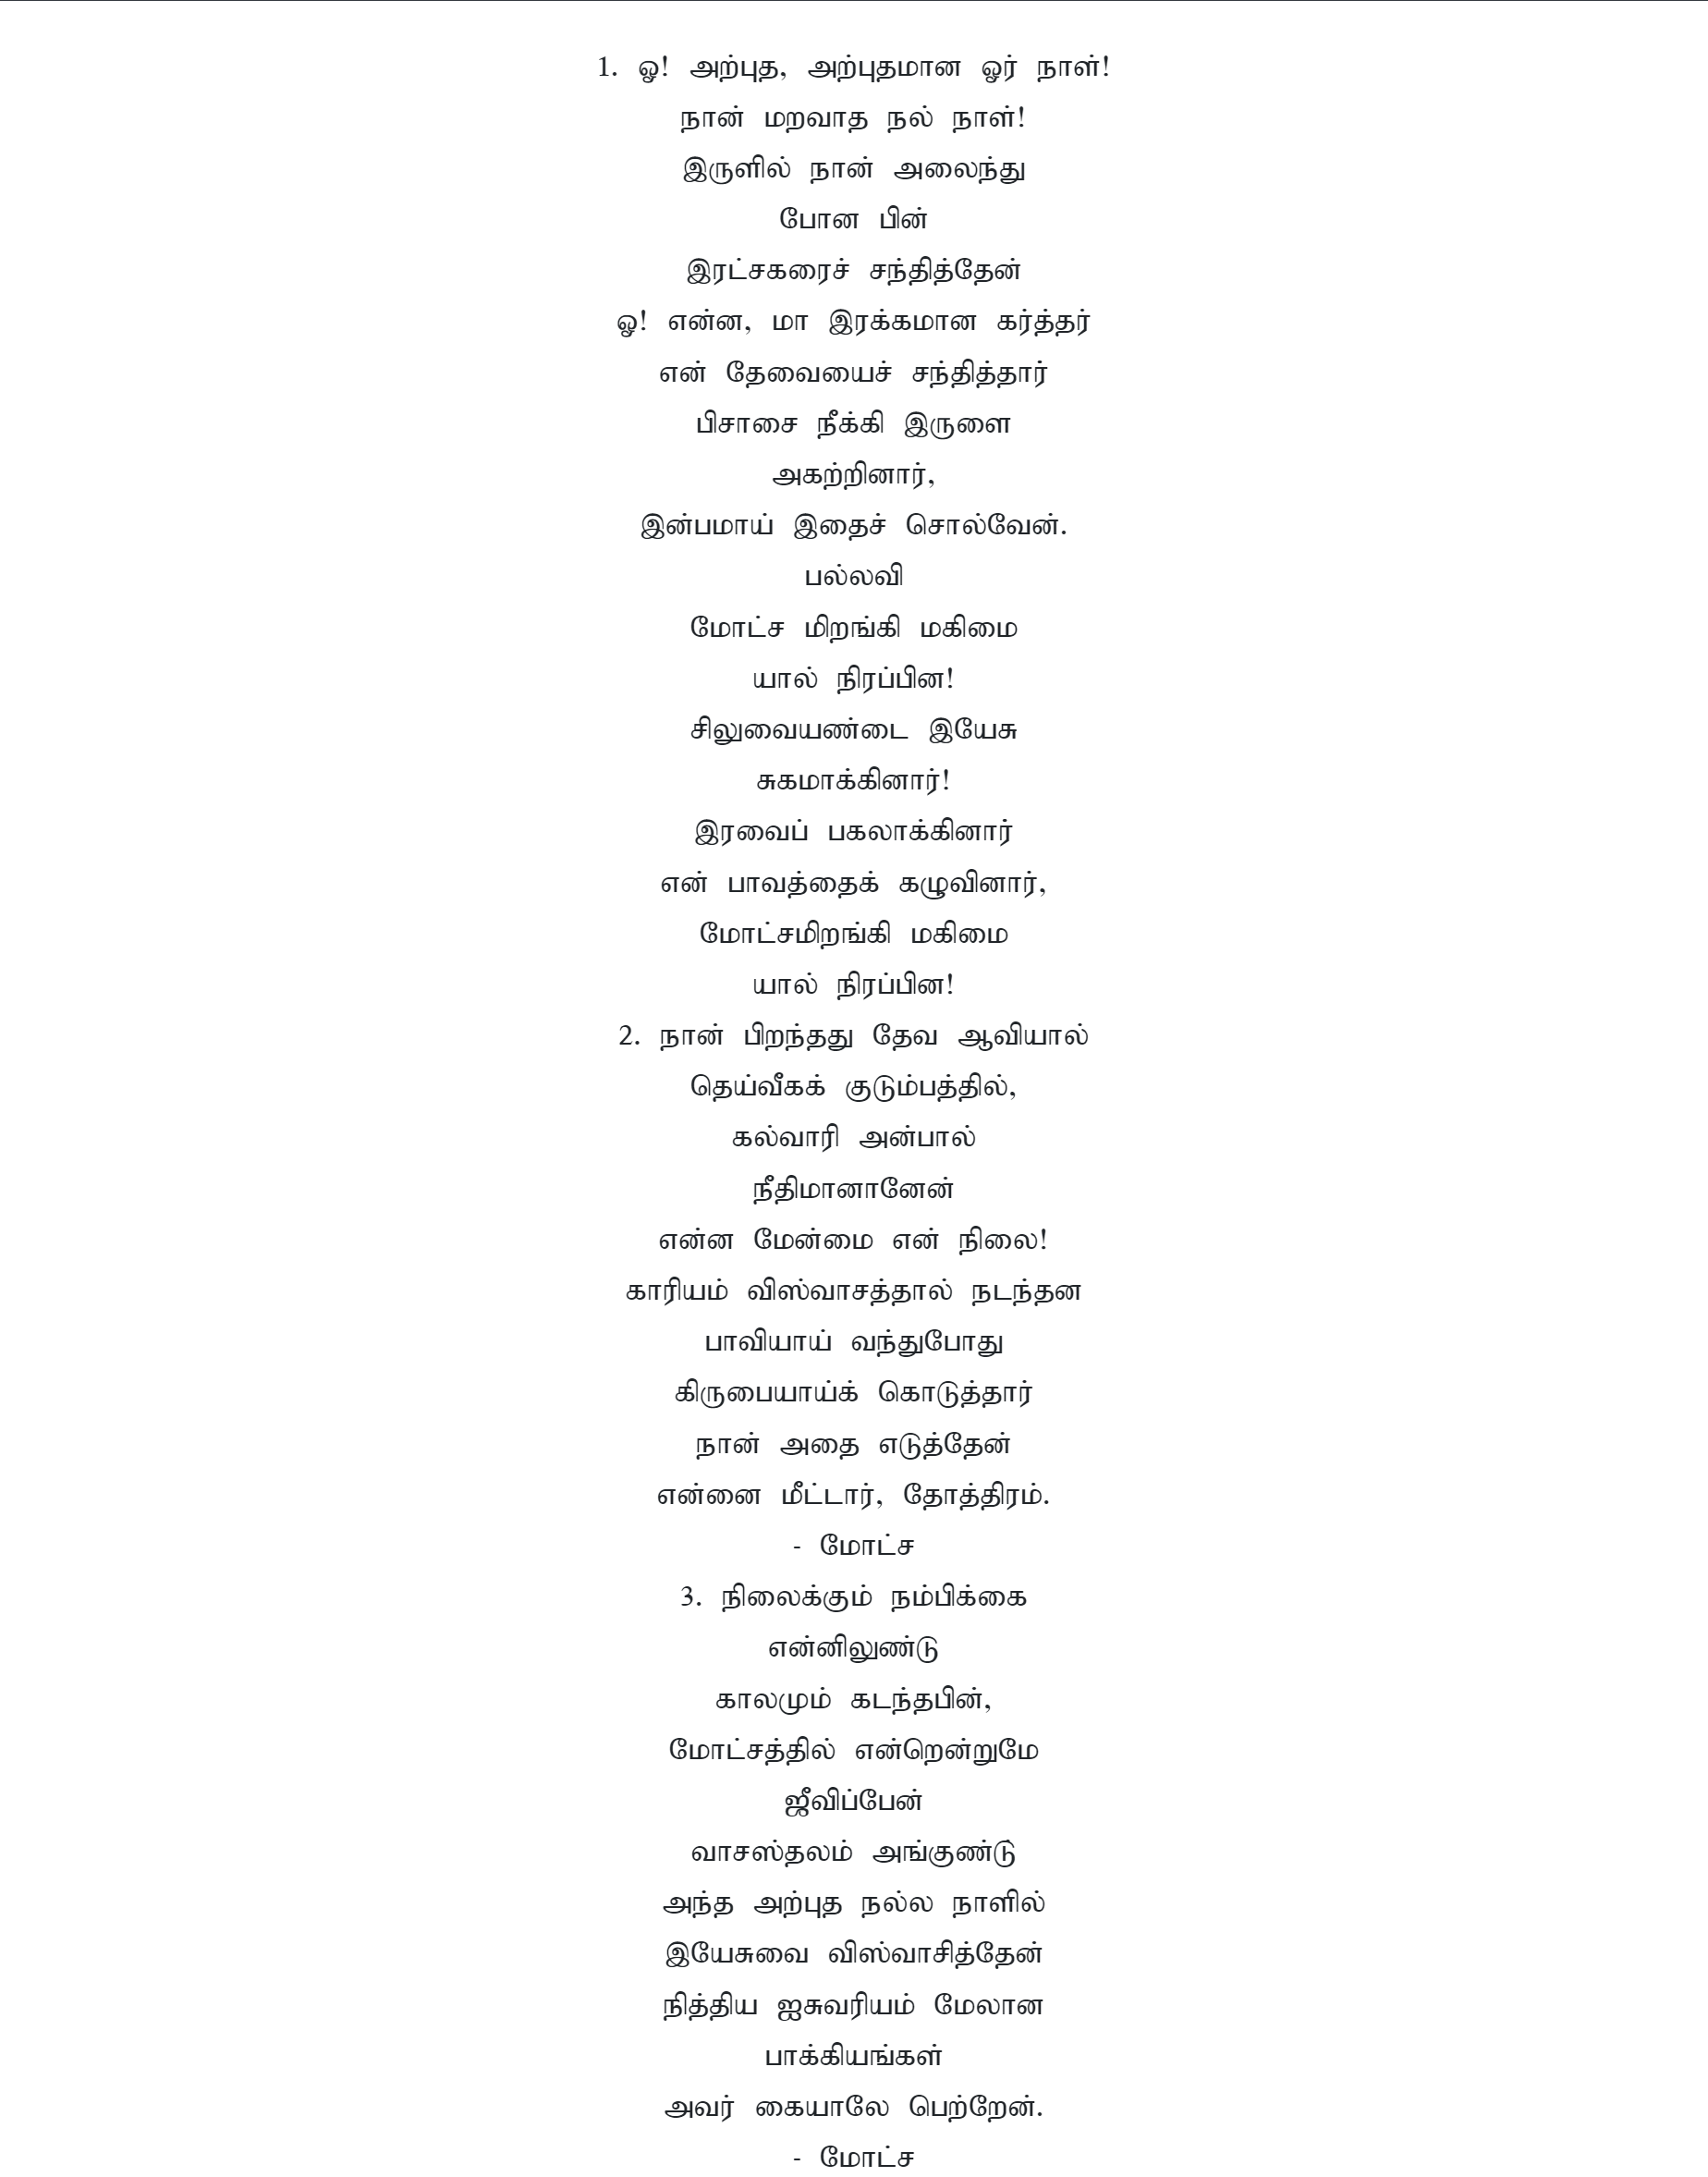 1. ஓ! அற்புத, அற்புதமான ஓர் நாள்!
நான் மறவாத நல் நாள்!
இருளில் நான் அலைந்து
போன பின்
இரட்சகரைச் சந்தித்தேன்
ஓ! என்ன, மா இரக்கமான கர்த்தர்
என் தேவையைச் சந்தித்தார்
பிசாசை நீக்கி இருளை
அகற்றினார்,
இன்பமாய் இதைச் சொல்வேன்.
பல்லவி
மோட்ச மிறங்கி மகிமை
யால் நிரப்பின!
சிலுவையண்டை இயேசு
சுகமாக்கினார்!
இரவைப் பகலாக்கினார்
என் பாவத்தைக் கழுவினார்,
மோட்சமிறங்கி மகிமை
யால் நிரப்பின!
2. நான் பிறந்தது தேவ ஆவியால்
தெய்வீகக் குடும்பத்தில்,
கல்வாரி அன்பால்
நீதிமானானேன்
என்ன மேன்மை என் நிலை!
காரியம் விஸ்வாசத்தால் நடந்தன
பாவியாய் வந்துபோது
கிருபையாய்க் கொடுத்தார்
நான் அதை எடுத்தேன்
என்னை மீட்டார், தோத்திரம்.
- மோட்ச
3. நிலைக்கும் நம்பிக்கை
என்னிலுண்டு
காலமும் கடந்தபின்,
மோட்சத்தில் என்றென்றுமே
ஜீவிப்பேன்
வாசஸ்தலம் அங்குண்டு்
அந்த அற்புத நல்ல நாளில்
இயேசுவை விஸ்வாசித்தேன்
நித்திய ஐசுவரியம் மேலான
பாக்கியங்கள்
அவர் கையாலே பெற்றேன்.
- மோட்ச